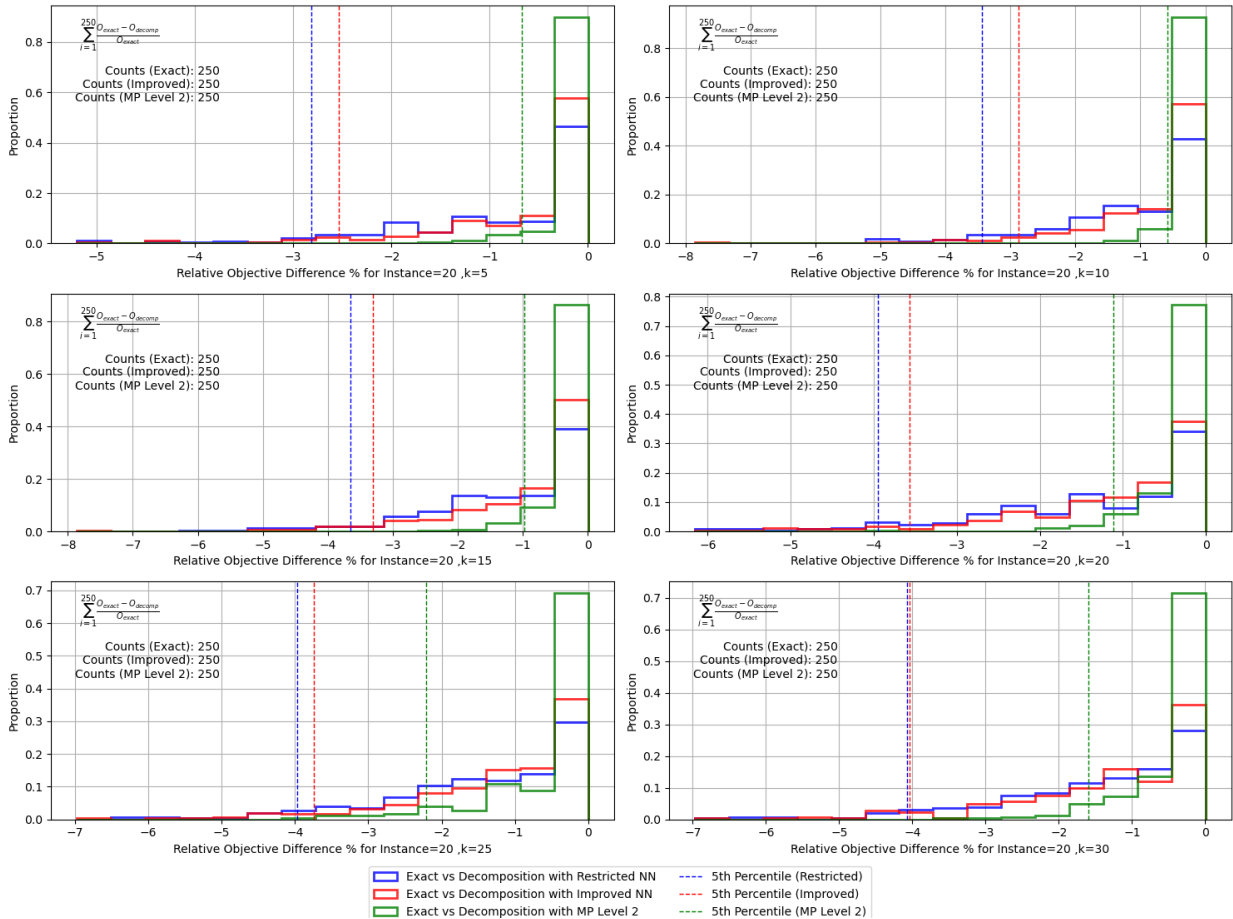 0.8
0.6
0.4
0.2
0.0
Proportion
∑ i=1 250 O_exact − O_decomp / O_exact
Counts (Exact): 250
Counts (Improved): 250
Counts (MP Level 2): 250
−5 −4 −3 −2 −1 0
Relative Objective Difference % for Instance=20 ,k=5
0.8
0.6
0.4
0.2
0.0
Proportion
∑ i=1 250 O_exact − O_decomp / O_exact
Counts (Exact): 250
Counts (Improved): 250
Counts (MP Level 2): 250
−8 −7 −6 −5 −4 −3 −2 −1 0
Relative Objective Difference % for Instance=20 ,k=10
0.8
0.6
0.4
0.2
0.0
Proportion
∑ i=1 250 O_exact − O_decomp / O_exact
Counts (Exact): 250
Counts (Improved): 250
Counts (MP Level 2): 250
−8 −7 −6 −5 −4 −3 −2 −1 0
Relative Objective Difference % for Instance=20 ,k=15
0.8
0.7
0.6
0.5
0.4
0.3
0.2
0.1
0.0
Proportion
∑ i=1 250 O_exact − O_decomp / O_exact
Counts (Exact): 250
Counts (Improved): 250
Counts (MP Level 2): 250
−6 −5 −4 −3 −2 −1 0
Relative Objective Difference % for Instance=20 ,k=20
0.7
0.6
0.5
0.4
0.3
0.2
0.1
0.0
Proportion
∑ i=1 250 O_exact − O_decomp / O_exact
Counts (Exact): 250
Counts (Improved): 250
Counts (MP Level 2): 250
−7 −6 −5 −4 −3 −2 −1 0
Relative Objective Difference % for Instance=20 ,k=25
0.7
0.6
0.5
0.4
0.3
0.2
0.1
0.0
Proportion
∑ i=1 250 O_exact − O_decomp / O_exact
Counts (Exact): 250
Counts (Improved): 250
Counts (MP Level 2): 250
−7 −6 −5 −4 −3 −2 −1 0
Relative Objective Difference % for Instance=20 ,k=30
Exact vs Decomposition with Restricted NN
Exact vs Decomposition with Improved NN
Exact vs Decomposition with MP Level 2
5th Percentile (Restricted)
5th Percentile (Improved)
5th Percentile (MP Level 2)